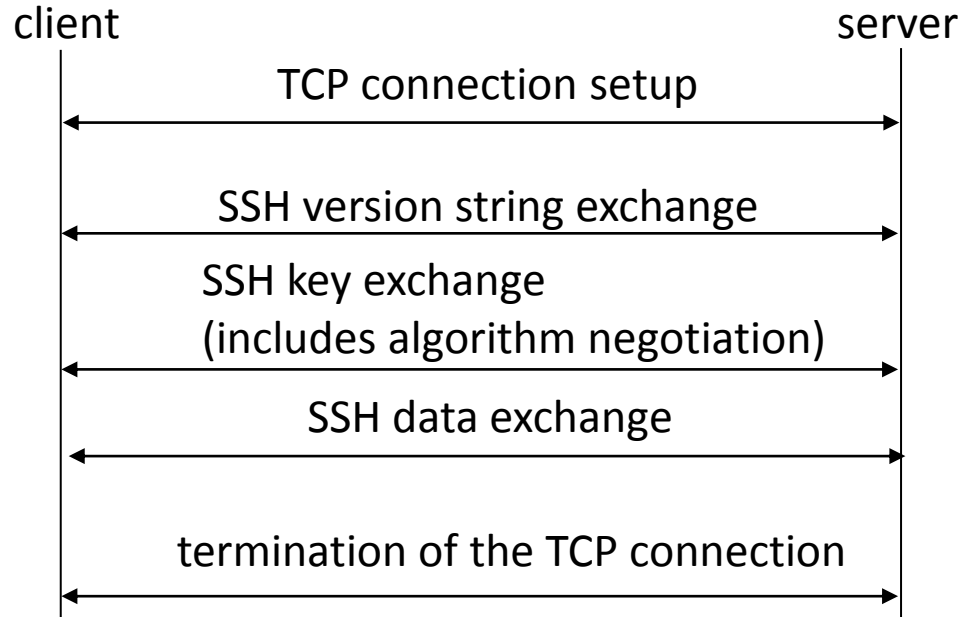 client
server
TCP connection setup
SSH version string exchange
SSH key exchange
(includes algorithm negotiation)
SSH data exchange
termination of the TCP connection